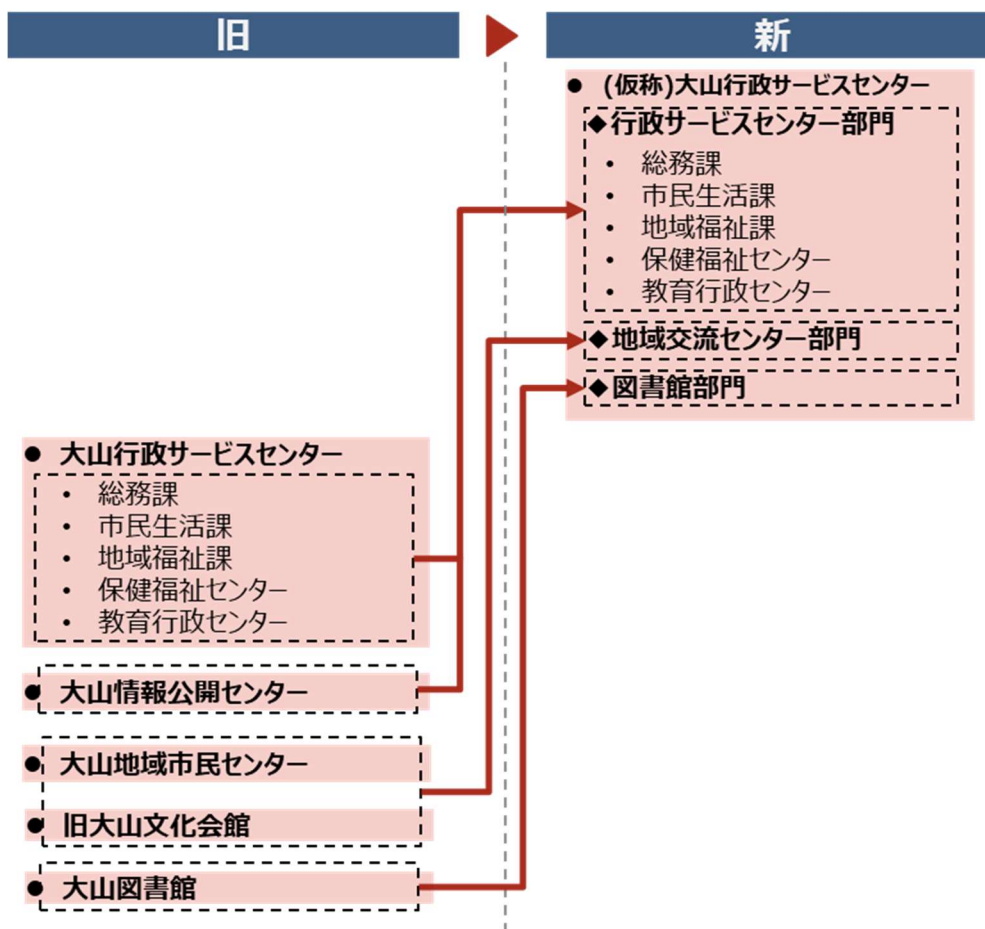 旧
新
● (仮称)大山行政サービスセンター
◆行政サービスセンター部門
・ 総務課
・ 市民生活課
・ 地域福祉課
・ 保健福祉センター
・ 教育行政センター
◆地域交流センター部門
◆図書館部門
● 大山行政サービスセンター
・ 総務課
・ 市民生活課
・ 地域福祉課
・ 保健福祉センター
・ 教育行政センター
● 大山情報公開センター
● 大山地域市民センター
● 旧大山文化会館
● 大山図書館